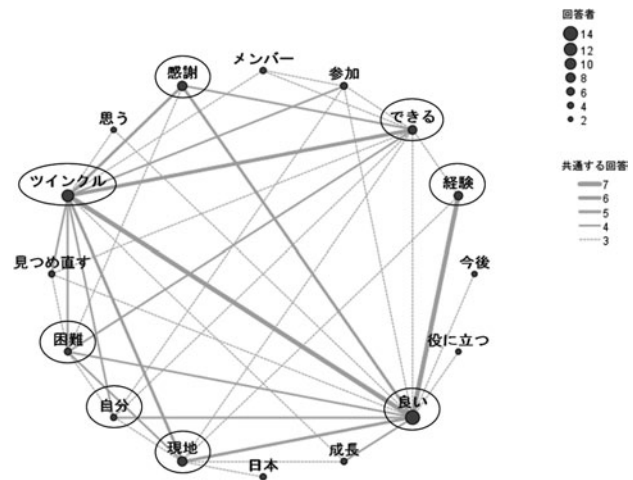 回答者
14
12
10
8
6
4
2
共通する回答
7
6
5
4
3
メンバー
感謝
参加
思う
できる
ツインクル
経験
見つめ直す
今後
困難
役に立つ
自分
良い
現地
成長
日本